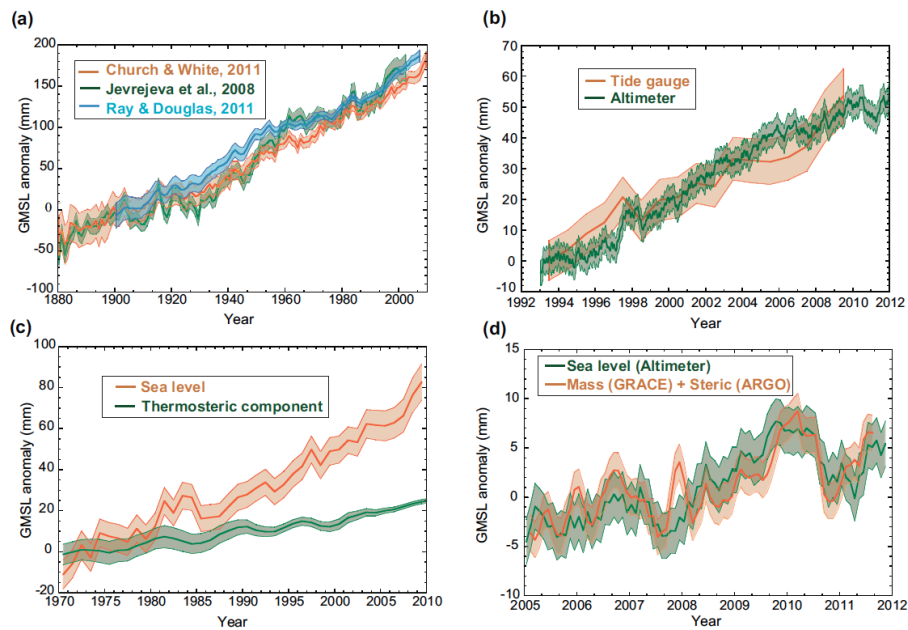 (a)
200
150
100
50
0
-50
-100
GMSL anomaly (mm)
Church & White, 2011
Jevrejeva et al., 2008
Ray & Douglas, 2011
1880 1900 1920 1940 1960 1980 2000
Year
(b)
70
60
50
40
30
20
10
0
-10
GMSL anomaly (mm)
Tide gauge
Altimeter
1992 1994 1996 1998 2000 2002 2004 2006 2008 2010 2012
Year
(c)
100
80
60
40
20
0
-20
GMSL anomaly (mm)
Sea level
Thermosteric component
1970 1975 1980 1985 1990 1995 2000 2005 2010
Year
(d)
15
10
5
0
-5
-10
GMSL anomaly (mm)
Sea level (Altimeter)
Mass (GRACE) + Steric (ARGO)
2005 2006 2007 2008 2009 2010 2011 2012
Year